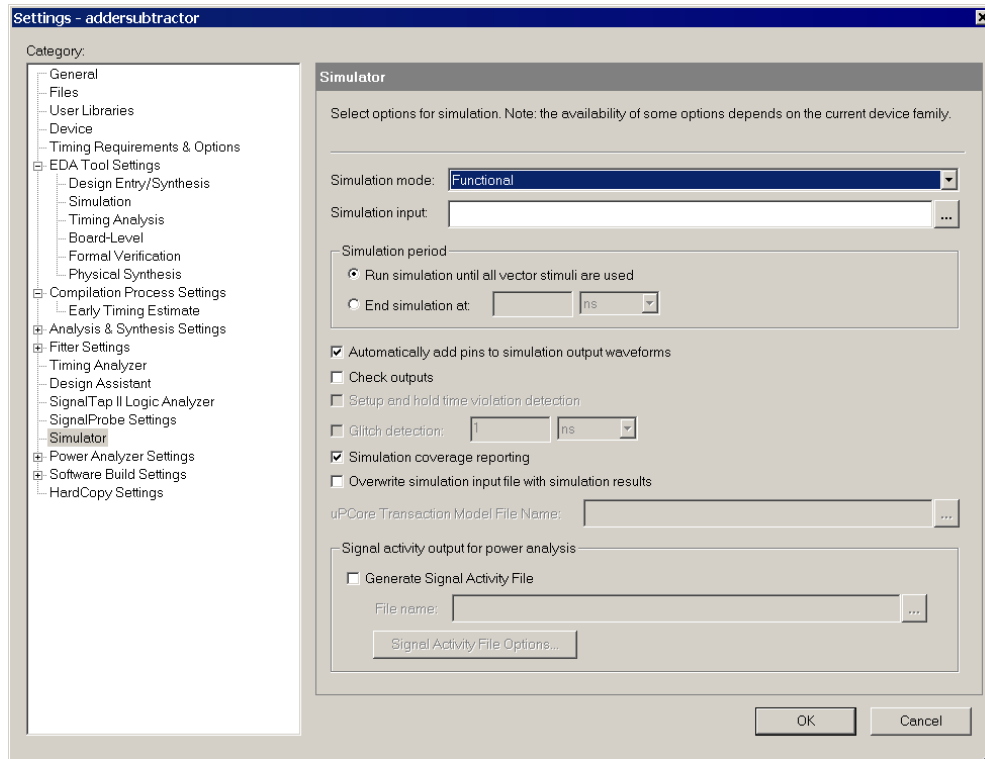 Settings - addersubtractor
Category:
General
Files
User Libraries
Device
Timing Requirements & Options
EDA Tool Settings
Design Entry/Synthesis
Simulation
Timing Analysis
Board-Level
Formal Verification
Physical Synthesis
Compilation Process Settings
Early Timing Estimate
Analysis & Synthesis Settings
Fitter Settings
Timing Analyzer
Design Assistant
SignalTap II Logic Analyzer
SignalProbe Settings
Simulator
Power Analyzer Settings
Software Build Settings
HardCopy Settings
Simulator
Select options for simulation. Note: the availability of some options depends on the current device family.
Simulation mode: Functional
Simulation input: ...
Simulation period
Run simulation until all vector stimuli are used
End simulation at: ns
Automatically add pins to simulation output waveforms
Check outputs
Setup and hold time violation detection
Glitch detection: 1 ns
Simulation coverage reporting
Overwrite simulation input file with simulation results
uPCore Transaction Model File Name: ...
Signal activity output for power analysis
Generate Signal Activity File
File name: ...
Signal Activity File Options...
OK Cancel